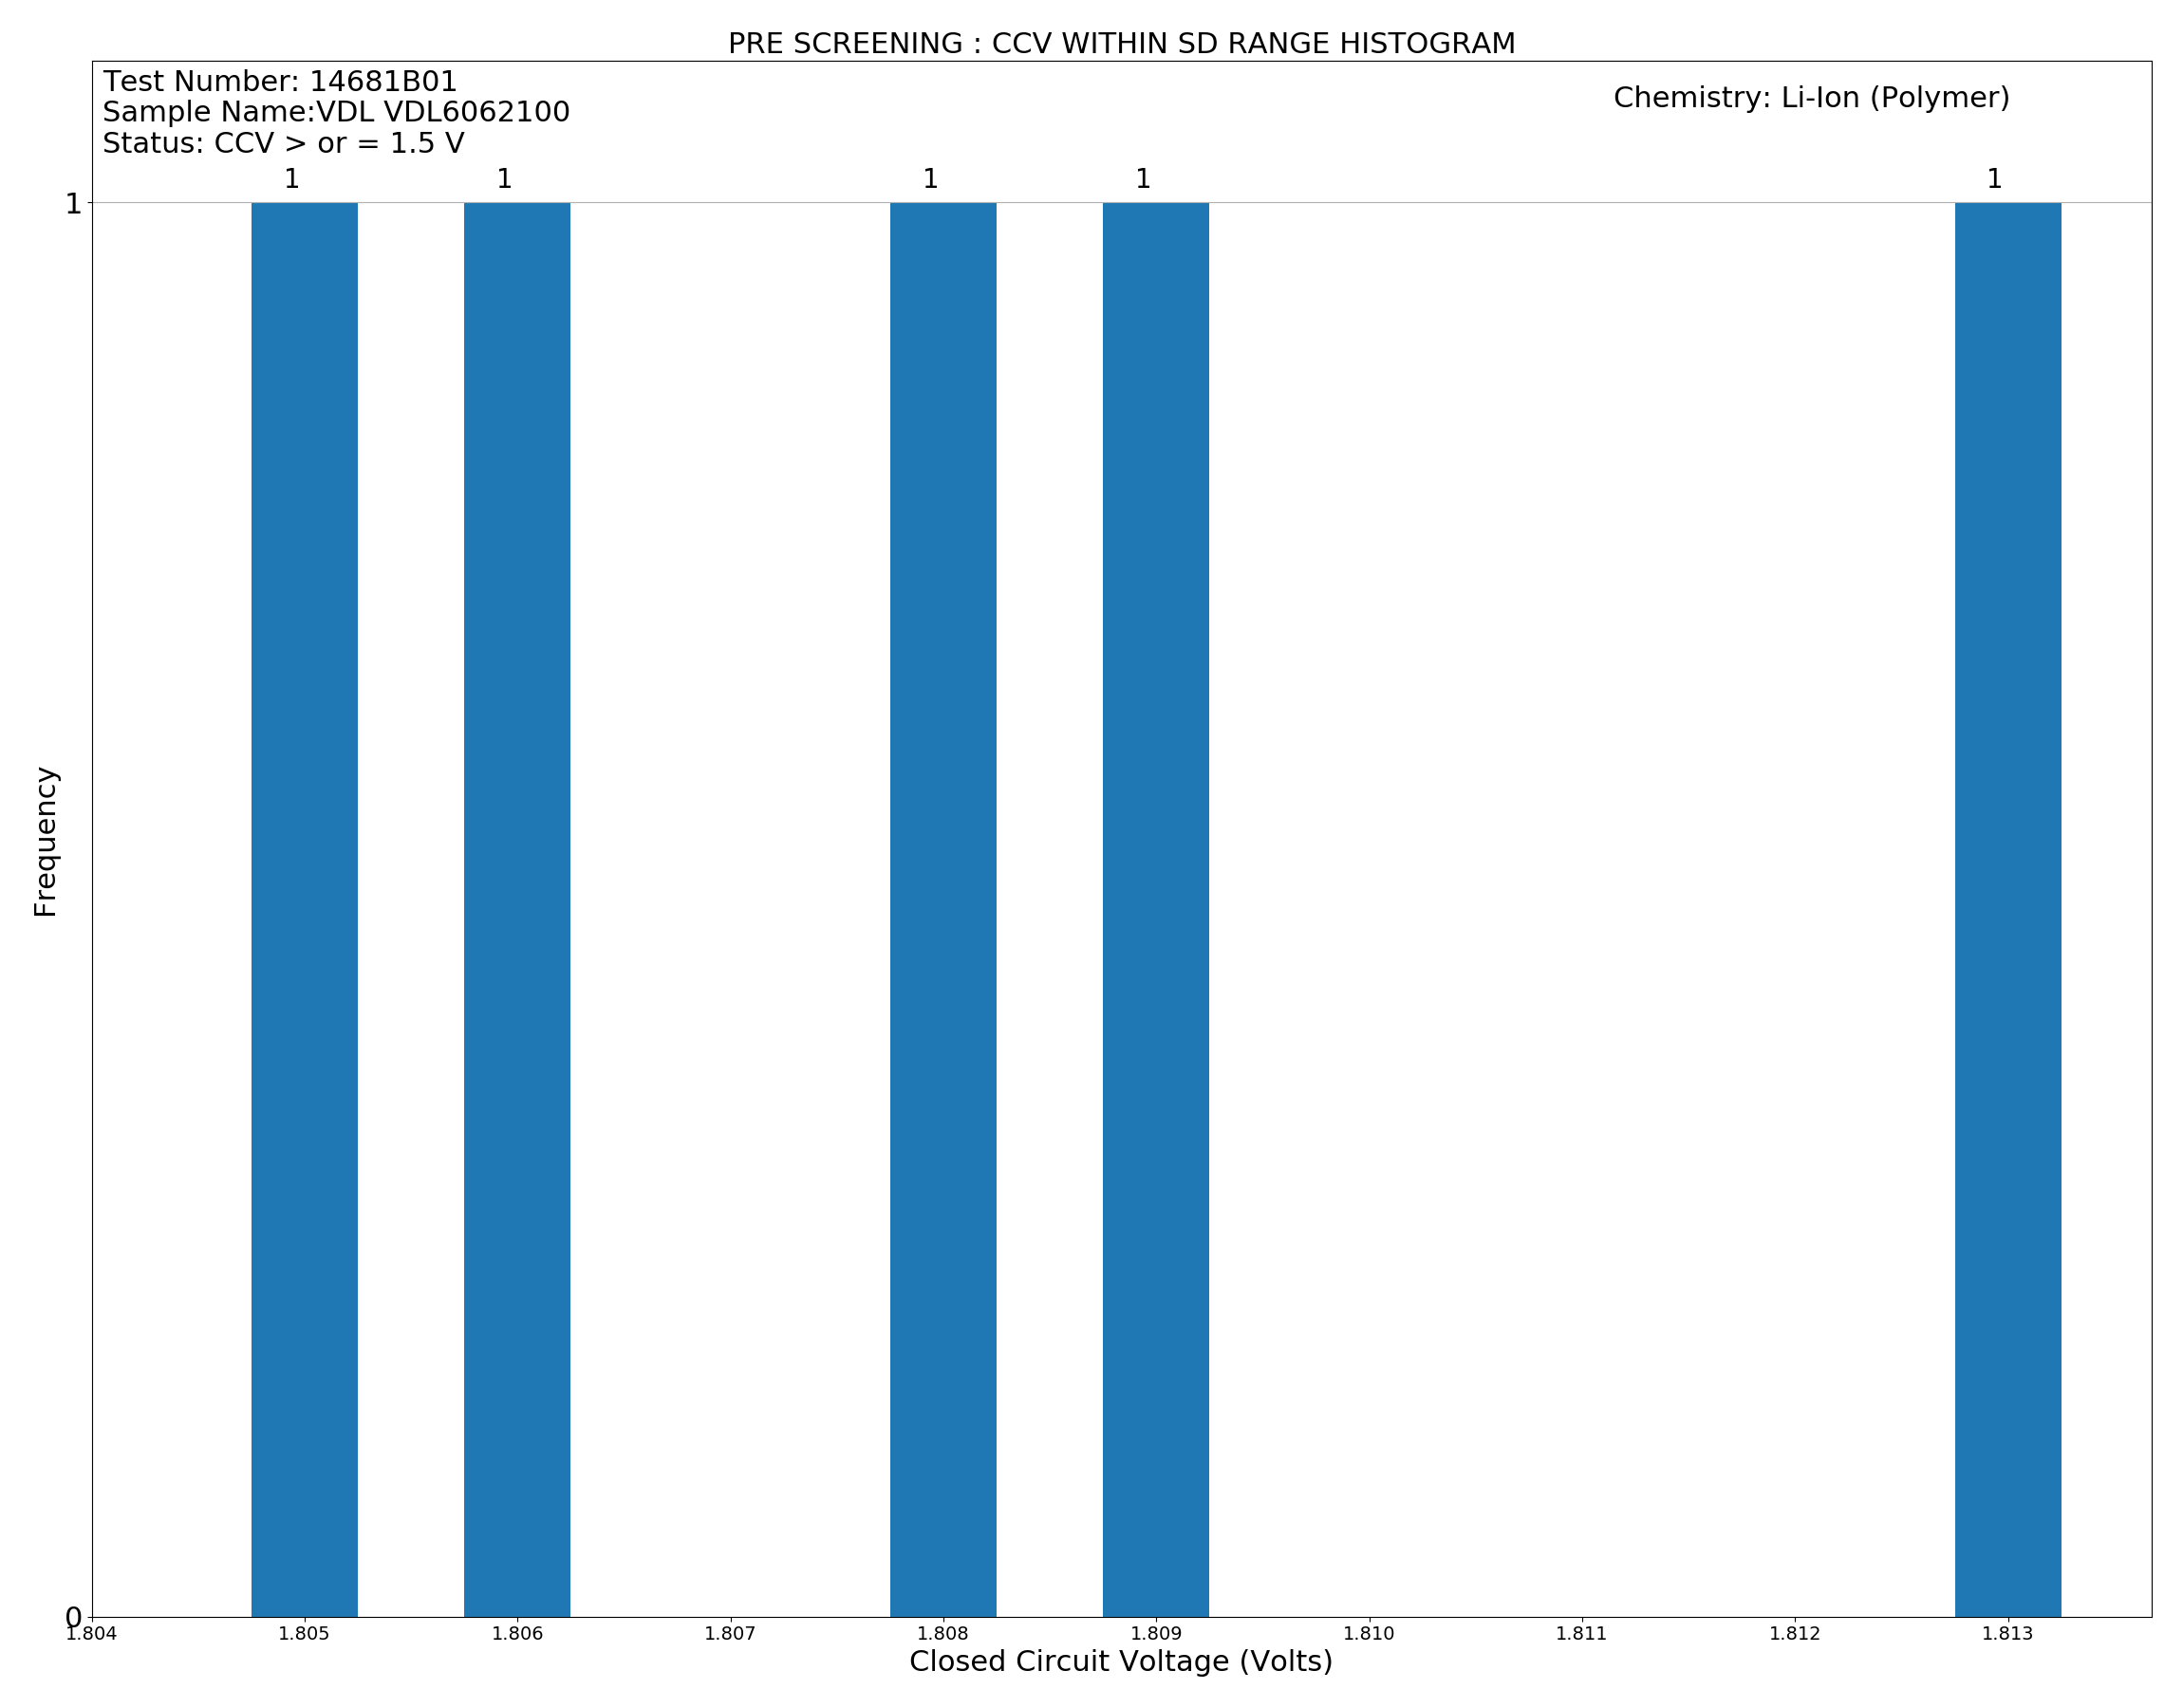 PRE SCREENING : CCV WITHIN SD RANGE HISTOGRAM
Test Number: 14681B01
Sample Name:VDL VDL6062100
Status: CCV > or = 1.5 V
Chemistry: Li-Ion (Polymer)
1 1 1 1 1
1
Frequency
0
1.804 1.805 1.806 1.807 1.808 1.809 1.810 1.811 1.812 1.813
Closed Circuit Voltage (Volts)